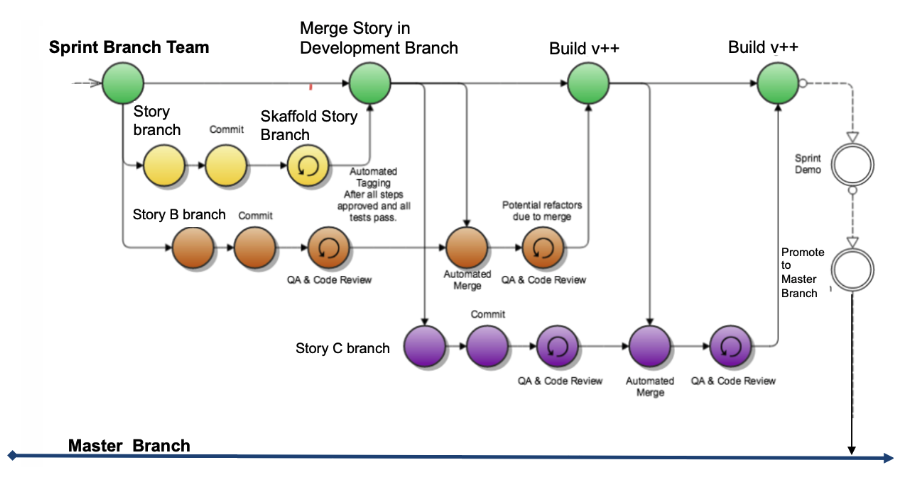 Sprint Branch Team
Merge Story in
Development Branch
Build v++
Build v++
Story
branch
Commit
Skaffold Story
Branch
Automated
Tagging
After all steps
approved and all
tests pass.
Sprint
Demo
Story B branch
Commit
QA & Code Review
Automated
Merge
Potential refactors
due to merge
QA & Code Review
Promote
to
Master
Branch
Story C branch
Commit
QA & Code Review
Automated
Merge
QA & Code Review
Master Branch